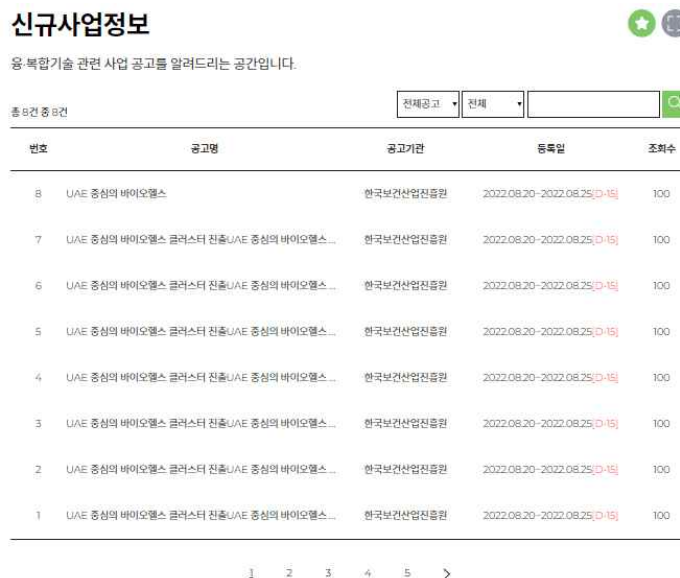 신규사업정보
융·복합기술 관련 사업 공고를 알려드리는 공간입니다.
총 8건 중 8건 전체공고 전체
번호 공고명 공고기관 등록일 조회수
8 UAE 중심의 바이오헬스 한국보건산업진흥원 2022.08.20~2022.08.25[D-15] 100
7 UAE 중심의 바이오헬스 클러스터 진출UAE 중심의 바이오헬스 ... 한국보건산업진흥원 2022.08.20~2022.08.25[D-15] 100
6 UAE 중심의 바이오헬스 클러스터 진출UAE 중심의 바이오헬스 ... 한국보건산업진흥원 2022.08.20~2022.08.25[D-15] 100
5 UAE 중심의 바이오헬스 클러스터 진출UAE 중심의 바이오헬스 ... 한국보건산업진흥원 2022.08.20~2022.08.25[D-15] 100
4 UAE 중심의 바이오헬스 클러스터 진출UAE 중심의 바이오헬스 ... 한국보건산업진흥원 2022.08.20~2022.08.25[D-15] 100
3 UAE 중심의 바이오헬스 클러스터 진출UAE 중심의 바이오헬스 ... 한국보건산업진흥원 2022.08.20~2022.08.25[D-15] 100
2 UAE 중심의 바이오헬스 클러스터 진출UAE 중심의 바이오헬스 ... 한국보건산업진흥원 2022.08.20~2022.08.25[D-15] 100
1 UAE 중심의 바이오헬스 클러스터 진출UAE 중심의 바이오헬스 ... 한국보건산업진흥원 2022.08.20~2022.08.25[D-15] 100
1 2 3 4 5 >